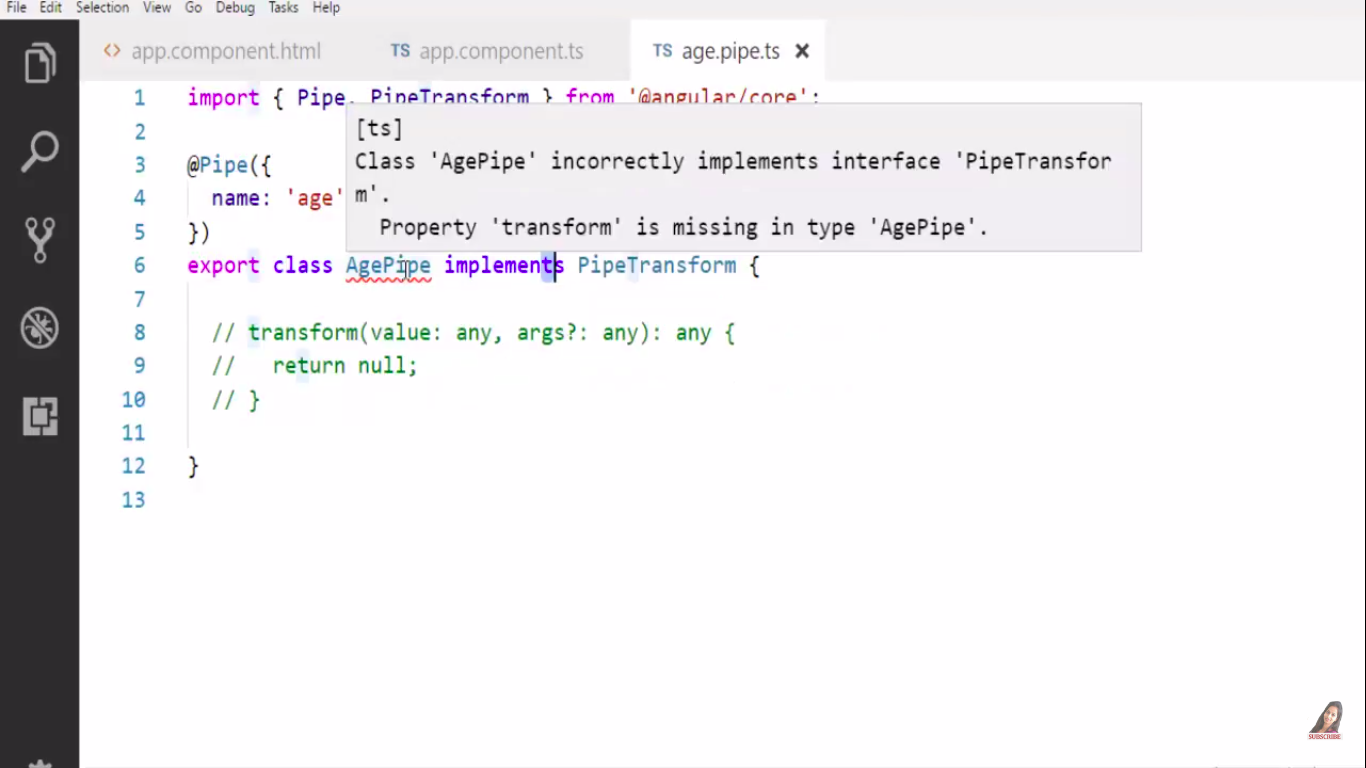 File Edit Selection View Go Debug Tasks Help
<> app.component.html TS app.component.ts TS age.pipe.ts ×
1 import { Pipe, PipeTransform } from '@angular/core';
[ts]
2
Class 'AgePipe' incorrectly implements interface 'PipeTransfor
3 @Pipe({
m'.
4 name: 'age'
Property 'transform' is missing in type 'AgePipe'.
5 })
6 export class AgePipe implements PipeTransform {
7
8 // transform(value: any, args?: any): any {
9 // return null;
10 // }
11
12 }
13
SUBSCRIBE